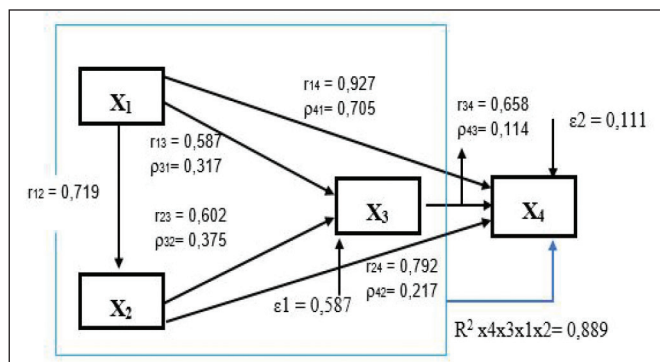 X1
r14 = 0,927
ρ41= 0,705
r34 = 0,658
ρ43= 0,114
ε2 = 0,111
r13 = 0,587
ρ31= 0,317
r12 = 0,719
r23 = 0,602
ρ32= 0,375
X3
X4
X2
ε1 = 0,587
r24 = 0,792
ρ42= 0,217
R² x4x3x1x2= 0,889